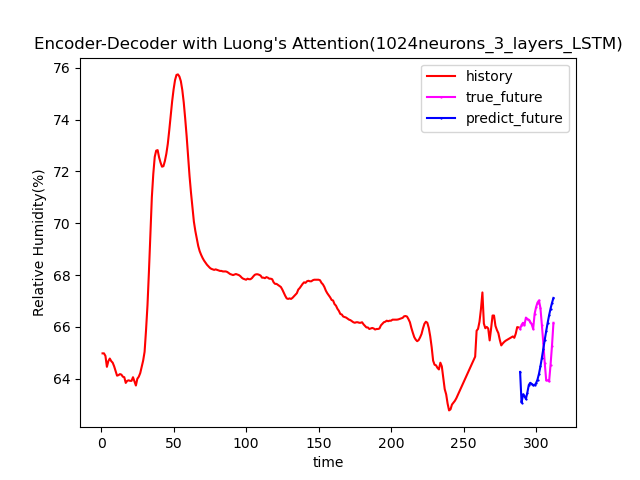 Encoder-Decoder with Luong's Attention(1024neurons_3_layers_LSTM)
history
true_future
predict_future
Relative Humidity(%)
76
74
72
70
68
66
64
0 50 100 150 200 250 300
time